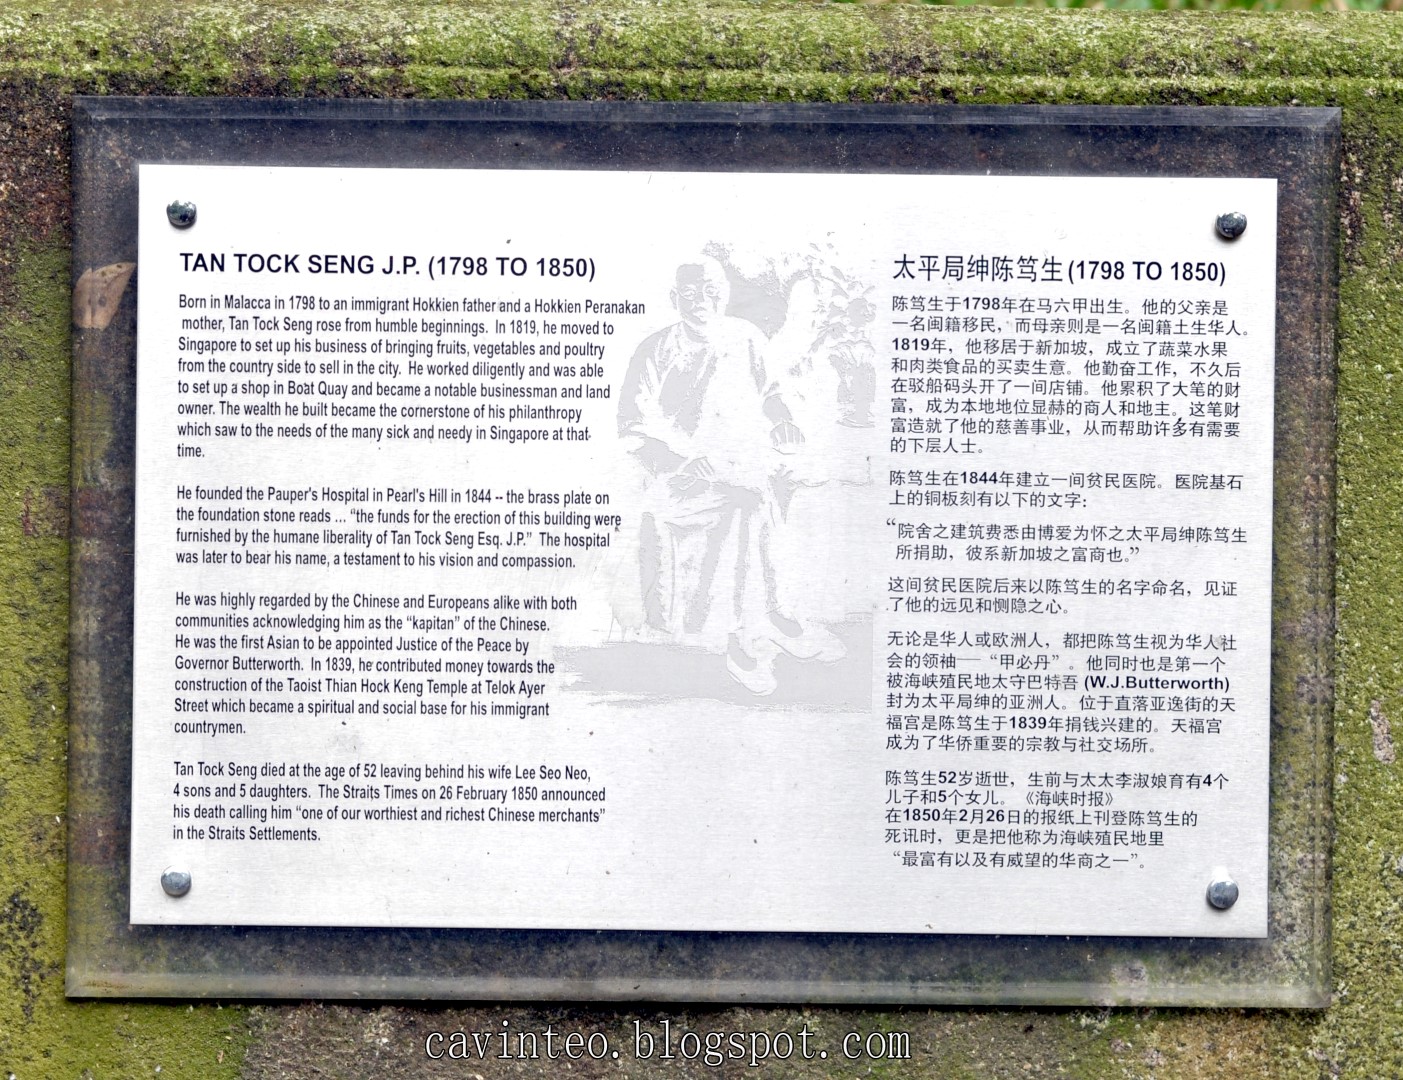 TAN TOCK SENG J.P. (1798 TO 1850)
Born in Malacca in 1798 to an immigrant Hokkien father and a Hokkien Peranakan
mother, Tan Tock Seng rose from humble beginnings. In 1819, he moved to
Singapore to set up his business of bringing fruits, vegetables and poultry
from the country side to sell in the city. He worked diligently and was able
to set up a shop in Boat Quay and became a notable businessman and land
owner. The wealth he built became the cornerstone of his philanthropy
which saw to the needs of the many sick and needy in Singapore at that
time.
He founded the Pauper's Hospital in Pearl's Hill in 1844 -- the brass plate on
the foundation stone reads ... “the funds for the erection of this building were
furnished by the humane liberality of Tan Tock Seng Esq. J.P.” The hospital
was later to bear his name, a testament to his vision and compassion.
He was highly regarded by the Chinese and Europeans alike with both
communities acknowledging him as the “kapitan” of the Chinese.
He was the first Asian to be appointed Justice of the Peace by
Governor Butterworth. In 1839, he contributed money towards the
construction of the Taoist Thian Hock Keng Temple at Telok Ayer
Street which became a spiritual and social base for his immigrant
countrymen.
Tan Tock Seng died at the age of 52 leaving behind his wife Lee Seo Neo,
4 sons and 5 daughters. The Straits Times on 26 February 1850 announced
his death calling him “one of our worthiest and richest Chinese merchants”
in the Straits Settlements.
太平局绅陈笃生(1798 TO 1850)
陈笃生于1798年在马六甲出生。他的父亲是
一名闽籍移民，而母亲则是一名闽籍土生华人。
1819年，他移居于新加坡，成立了蔬菜水果
和肉类食品的买卖生意。他勤奋工作，不久后
在驳船码头开了一间店铺。他累积了大笔的财
富，成为本地地位显赫的商人和地主。这笔财
富造就了他的慈善事业，从而帮助许多有需要
的下层人士。
陈笃生在1844年建立一间贫民医院。医院基石
上的铜板刻有以下的文字:
“院舍之建筑费悉由博爱为怀之太平局绅陈笃生
所捐助，彼系新加坡之富商也。”
这间贫民医院后来以陈笃生的名字命名，见证
了他的远见和恻隐之心。
无论是华人或欧洲人，都把陈笃生视为华人社
会的领袖──“甲必丹”。他同时也是第一个
被海峡殖民地太守巴特吾 (W.J.Butterworth)
封为太平局绅的亚洲人。位于直落亚逸街的天
福宫是陈笃生于1839年捐钱兴建的。天福宫
成为了华侨重要的宗教与社交场所。
陈笃生52岁逝世，生前与太太李淑娘育有4个
儿子和5个女儿。《海峡时报》
在1850年2月26日的报纸上刊登陈笃生的
死讯时，更是把他称为海峡殖民地里
“最富有以及有威望的华商之一”。
cavinteo.blogspot.com